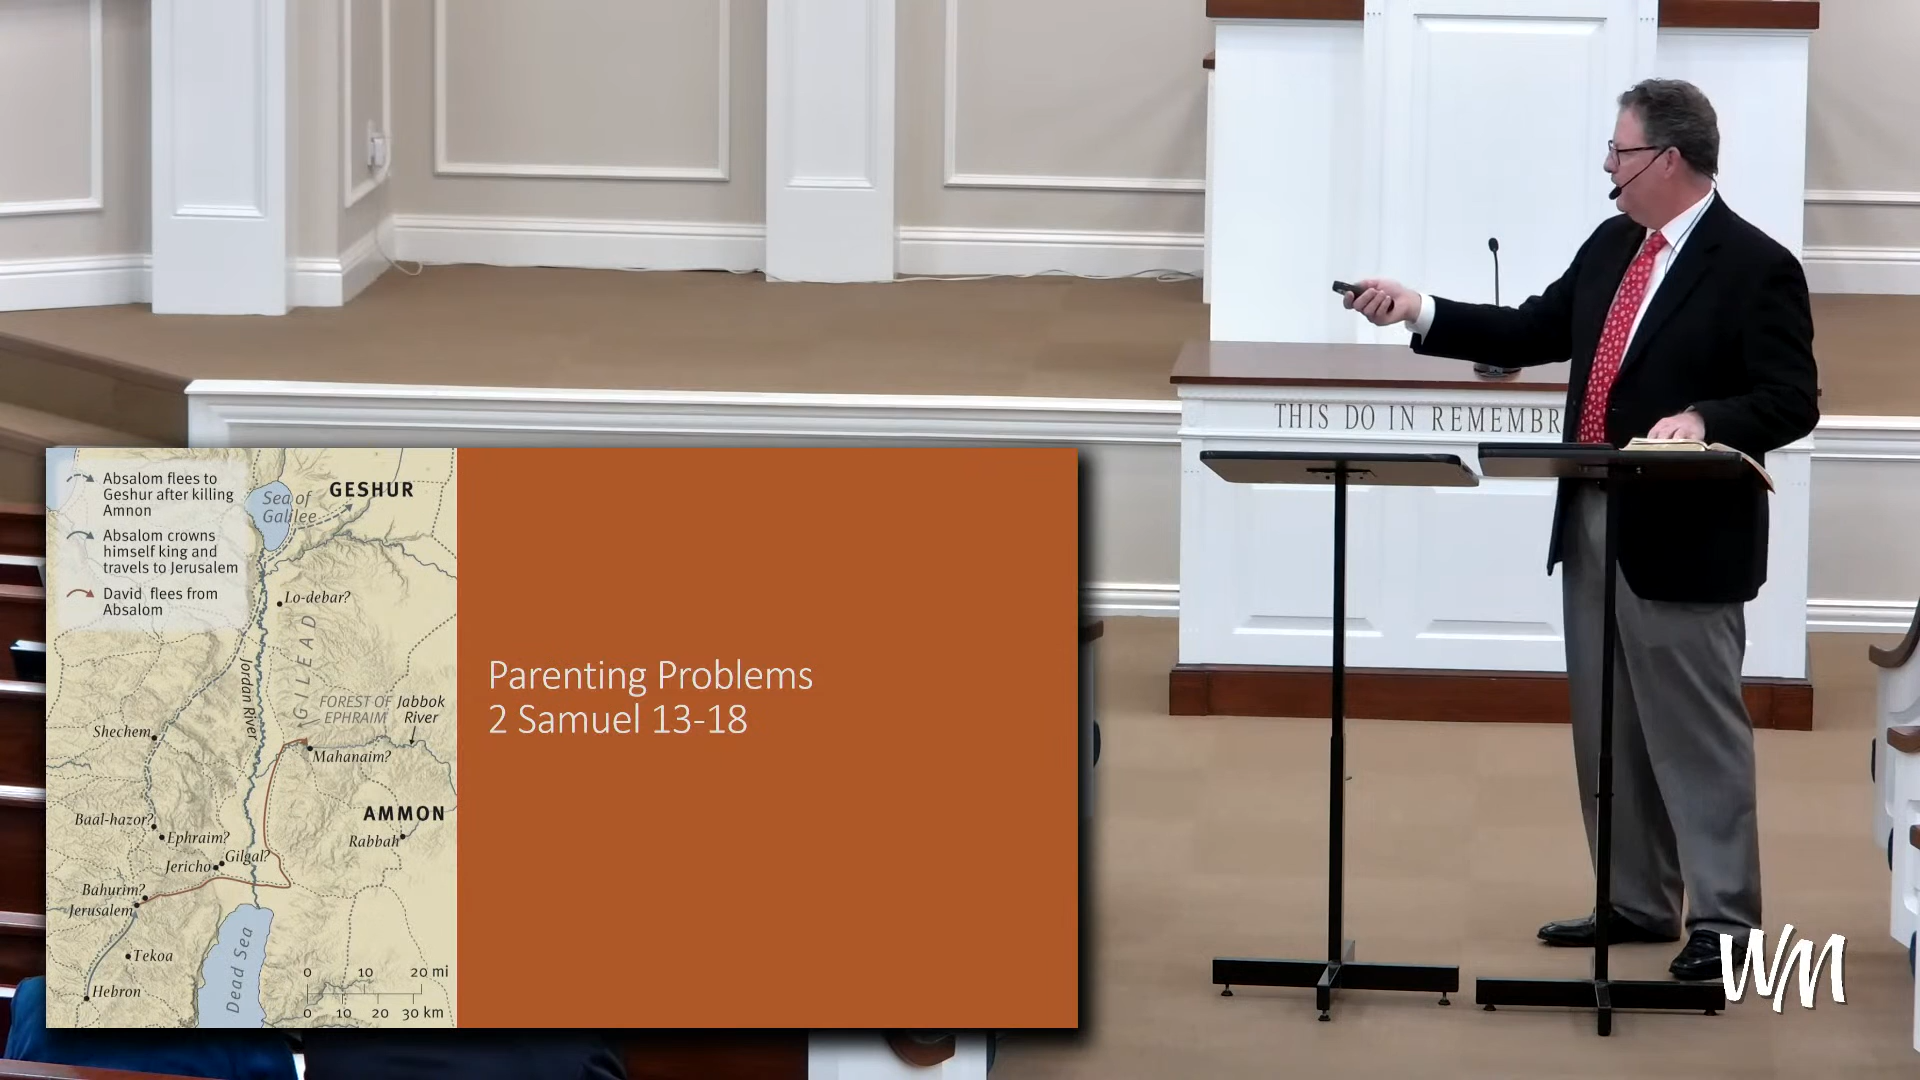 THIS DO IN REMEMBR
Absalom flees to
Geshur after killing
Amnon
Absalom crowns
himself king and
travels to Jerusalem
David flees from
Absalom
Sea of
Galilee
GESHUR
Lo-debar?
GILEAD
Jordan River
FOREST OF
EPHRAIM
Jabbok
River
Shechem
Mahanaim?
AMMON
Rabbah
Baal-hazor?
Ephraim?
Gilgal?
Jericho
Bahurim?
Jerusalem
Tekoa
Hebron
Dead Sea
0 10 20 mi
0 10 20 30 km
Parenting Problems
2 Samuel 13-18
WM